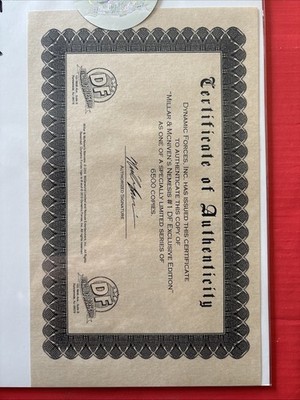 Certificate of Authenticity
DYNAMIC FORCES, INC. HAS ISSUED THIS CERTIFICATE
TO AUTHENTICATE THIS COPY OF
"MILLAR & MCNIVEN'S NEMESIS #1 DF EXCLUSIVE EDITION"
AS ONE OF A SPECIALLY LIMITED SERIES OF
6500 COPIES.
AUTHORIZED SIGNATURE
DF
DF